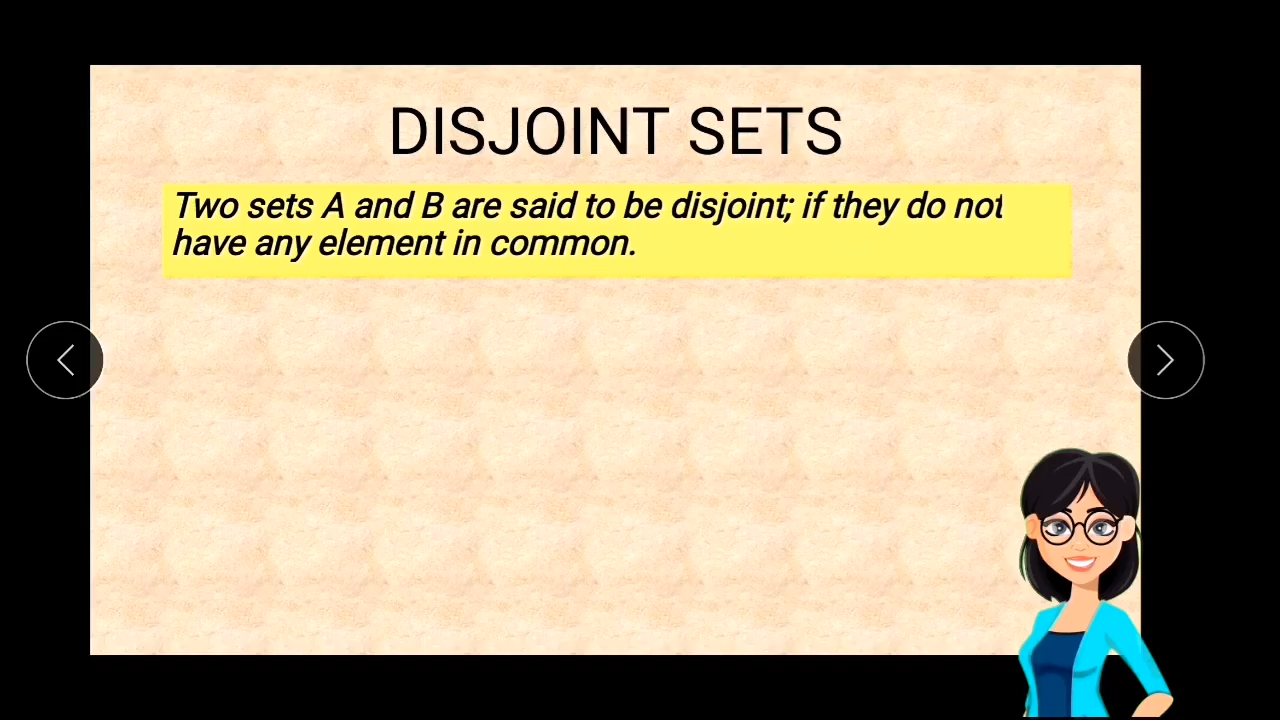 DISJOINT SETS
Two sets A and B are said to be disjoint; if they do not
have any element in common.